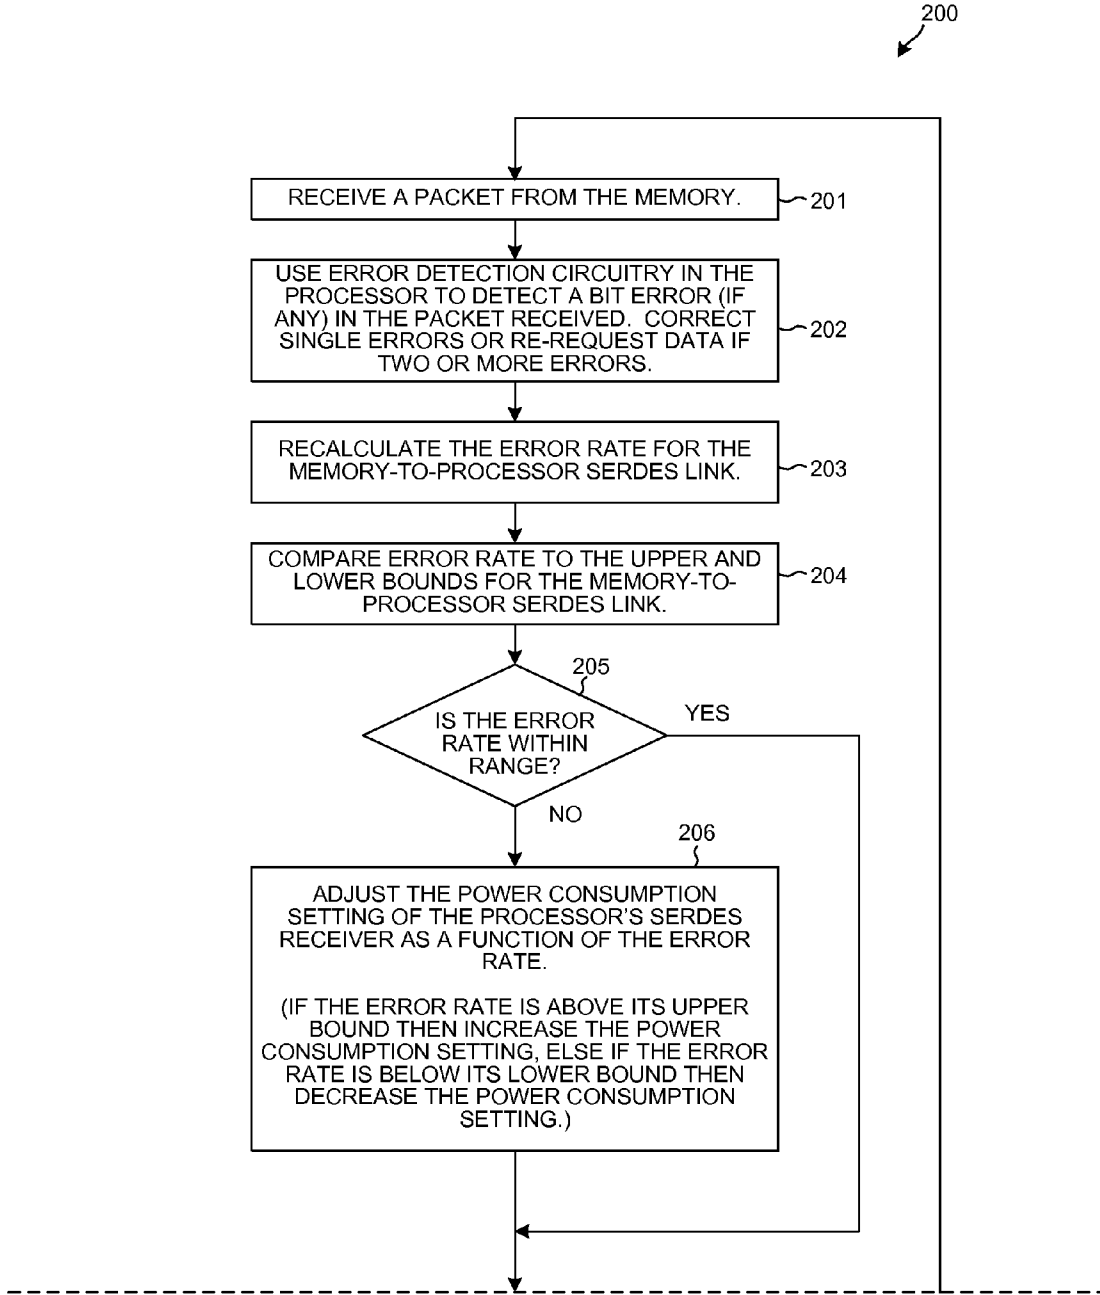 200
RECEIVE A PACKET FROM THE MEMORY.
201
USE ERROR DETECTION CIRCUITRY IN THE
PROCESSOR TO DETECT A BIT ERROR (IF
ANY) IN THE PACKET RECEIVED. CORRECT
SINGLE ERRORS OR RE-REQUEST DATA IF
TWO OR MORE ERRORS.
202
RECALCULATE THE ERROR RATE FOR THE
MEMORY-TO-PROCESSOR SERDES LINK.
203
COMPARE ERROR RATE TO THE UPPER AND
LOWER BOUNDS FOR THE MEMORY-TO-
PROCESSOR SERDES LINK.
204
205
IS THE ERROR
RATE WITHIN
RANGE?
YES
NO
206
ADJUST THE POWER CONSUMPTION
SETTING OF THE PROCESSOR'S SERDES
RECEIVER AS A FUNCTION OF THE ERROR
RATE.
(IF THE ERROR RATE IS ABOVE ITS UPPER
BOUND THEN INCREASE THE POWER
CONSUMPTION SETTING, ELSE IF THE ERROR
RATE IS BELOW ITS LOWER BOUND THEN
DECREASE THE POWER CONSUMPTION
SETTING.)